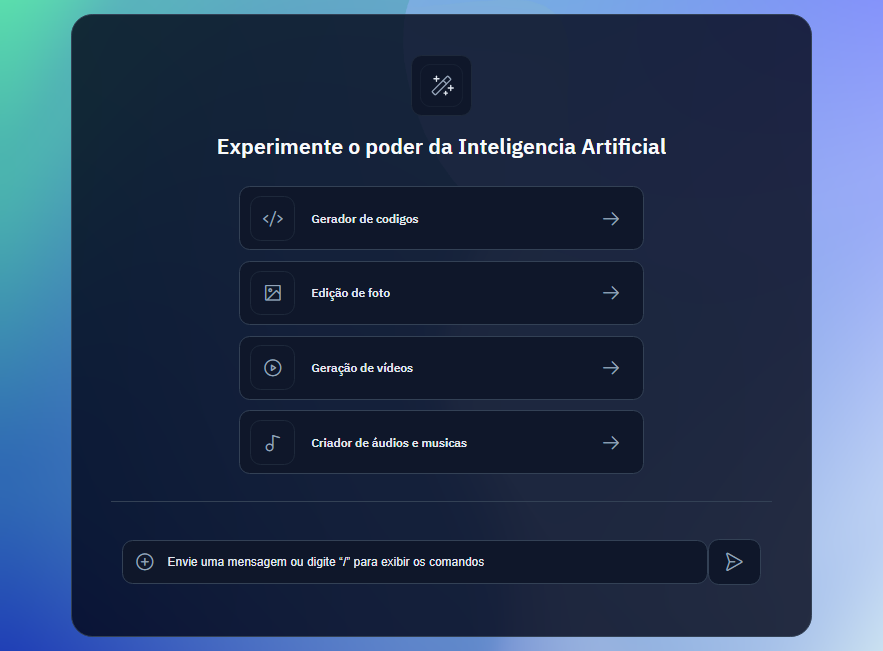 Experimente o poder da Inteligencia Artificial
Gerador de codigos
Edição de foto
Geração de vídeos
Criador de áudios e musicas
Envie uma mensagem ou digite “/” para exibir os comandos